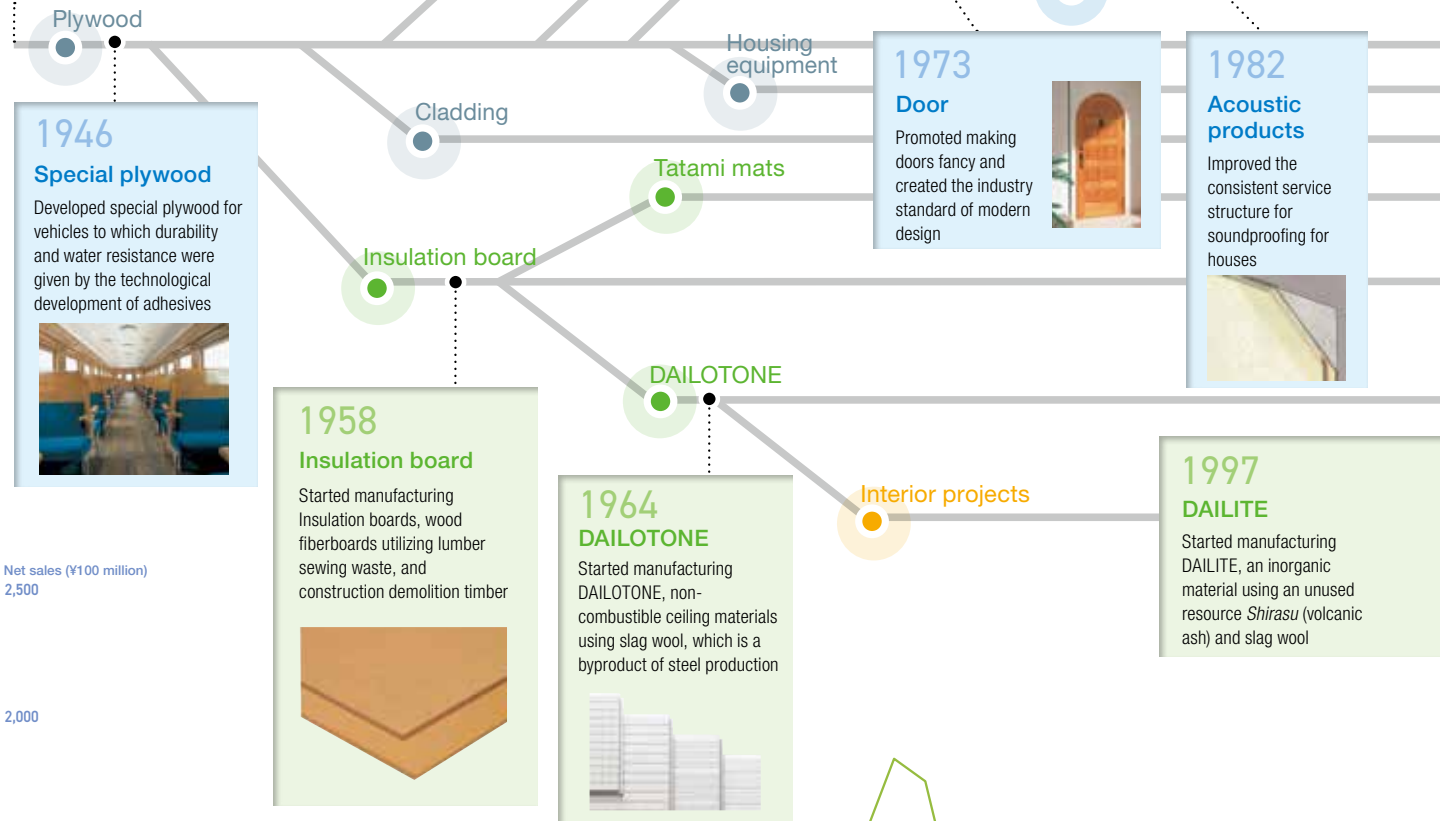 Plywood
Housing
equipment
Cladding
Tatami mats
Insulation board
DAILOTONE
Interior projects
1946
Special plywood
Developed special plywood for
vehicles to which durability
and water resistance were
given by the technological
development of adhesives
1958
Insulation board
Started manufacturing
Insulation boards, wood
fiberboards utilizing lumber
sewing waste, and
construction demolition timber
1964
DAILOTONE
Started manufacturing
DAILOTONE, non-
combustible ceiling materials
using slag wool, which is a
byproduct of steel production
1973
Door
Promoted making
doors fancy and
created the industry
standard of modern
design
1982
Acoustic
products
Improved the
consistent service
structure for
soundproofing for
houses
1997
DAILITE
Started manufacturing
DAILITE, an inorganic
material using an unused
resource Shirasu (volcanic
ash) and slag wool
Net sales (¥100 million)
2,500
2,000